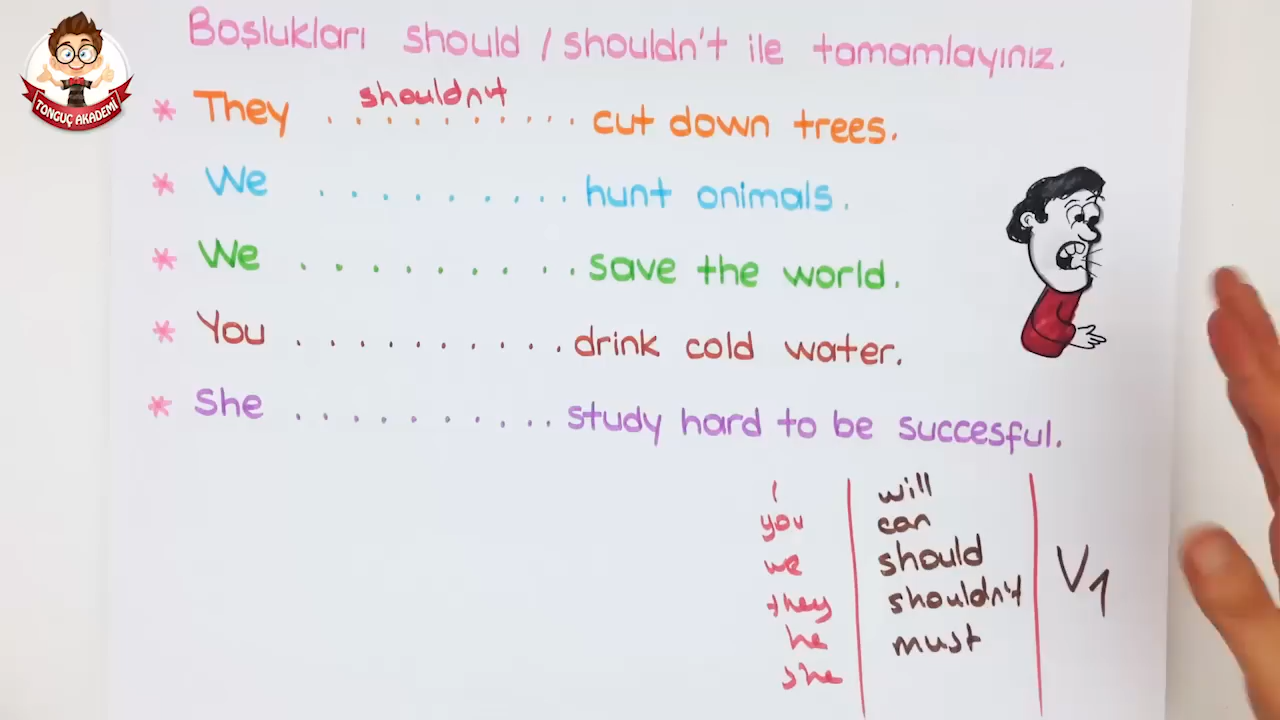 TONGUÇ AKADEMİ
Boşlukları should / shouldn't ile tamamlayınız.
* They shouldn't .......... cut down trees.
* We ......... hunt animals.
* We .......... save the world.
* You .......... drink cold water.
* She .......... study hard to be succesful.
I will
you can
we should V1
they shouldn't
he must
she